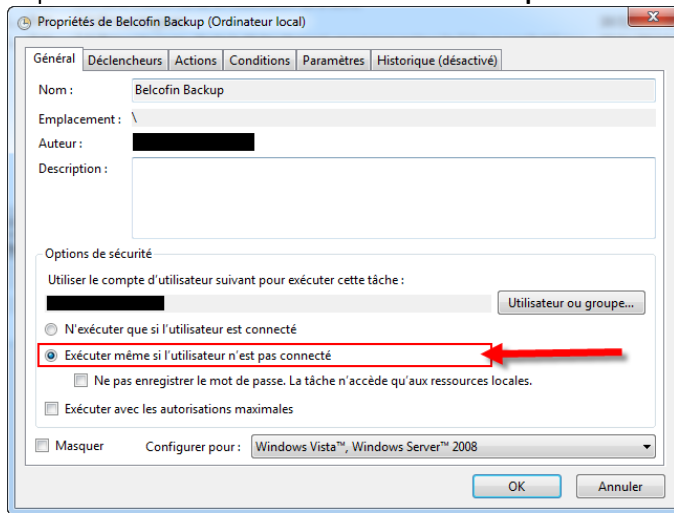 Propriétés de Belcofin Backup (Ordinateur local)
Général Déclencheurs Actions Conditions Paramètres Historique (désactivé)
Nom : Belcofin Backup
Emplacement : \
Auteur :
Description :
Options de sécurité
Utiliser le compte d'utilisateur suivant pour exécuter cette tâche :
Utilisateur ou groupe...
N'exécuter que si l'utilisateur est connecté
Exécuter même si l'utilisateur n'est pas connecté
Ne pas enregistrer le mot de passe. La tâche n'accède qu'aux ressources locales.
Exécuter avec les autorisations maximales
Masquer Configurer pour : Windows Vista™, Windows Server™ 2008
OK Annuler